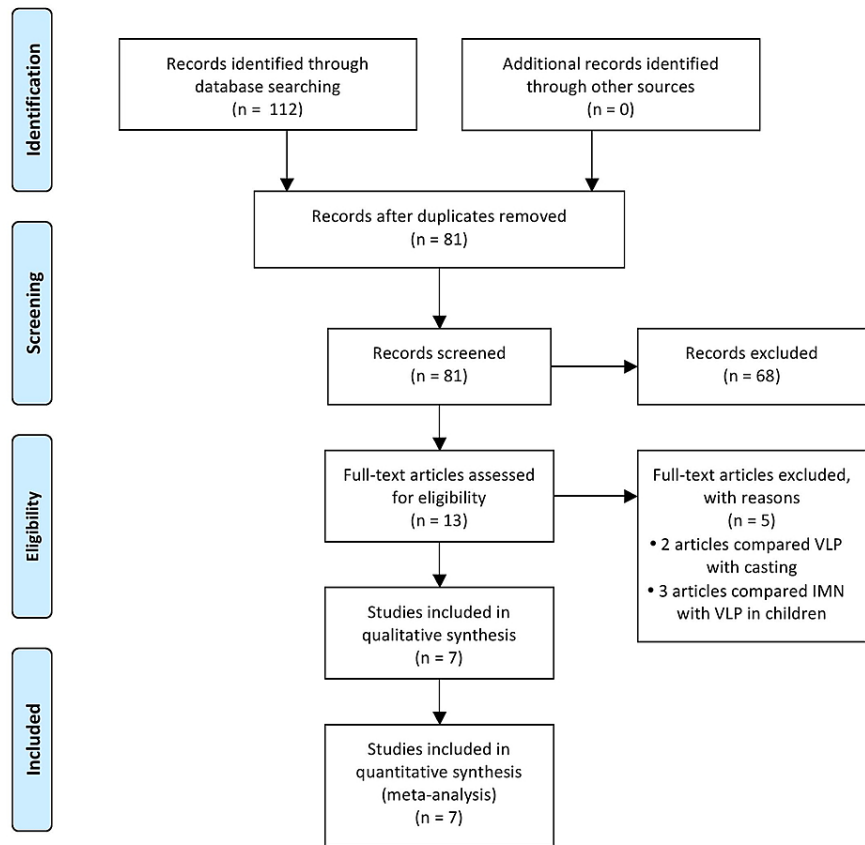 Identification
Records identified through
database searching
(n = 112)
Additional records identified
through other sources
(n = 0)
Records after duplicates removed
(n = 81)
Screening
Records screened
(n = 81)
Records excluded
(n = 68)
Eligibility
Full-text articles assessed
for eligibility
(n = 13)
Full-text articles excluded,
with reasons
(n = 5)
• 2 articles compared VLP
with casting
• 3 articles compared IMN
with VLP in children
Studies included in
qualitative synthesis
(n = 7)
Included
Studies included in
quantitative synthesis
(meta-analysis)
(n = 7)